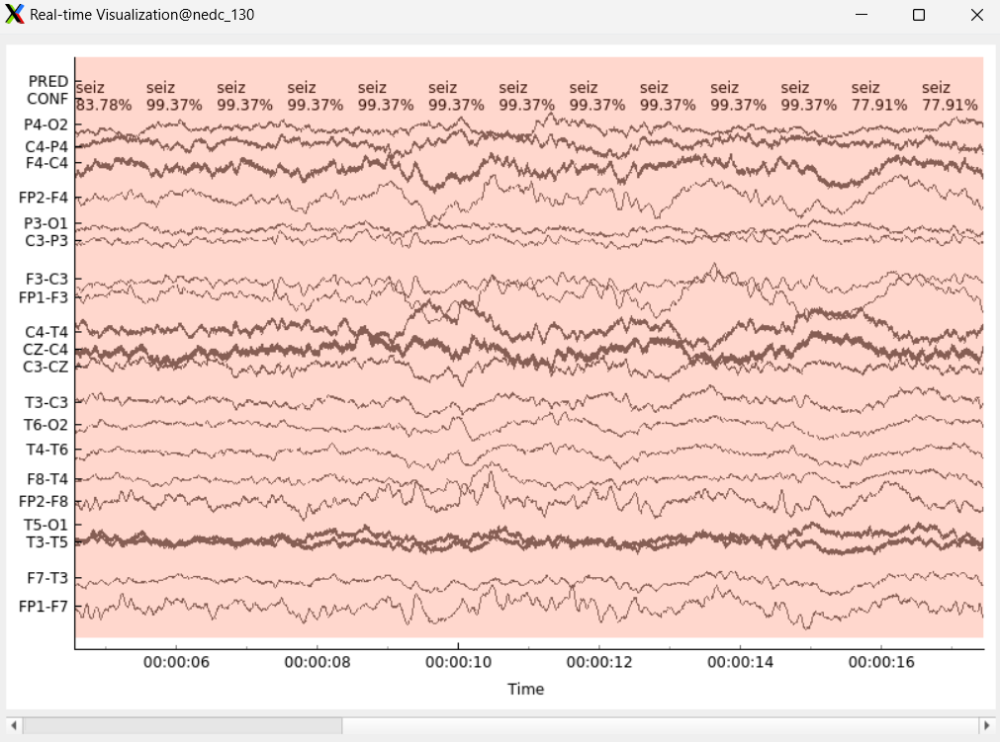 Real-time Visualization@nedc_130
PRED seiz seiz seiz seiz seiz seiz seiz seiz seiz seiz seiz seiz seiz
CONF 83.78% 99.37% 99.37% 99.37% 99.37% 99.37% 99.37% 99.37% 99.37% 99.37% 99.37% 77.91% 77.91%
P4-O2
C4-P4
F4-C4
FP2-F4
P3-O1
C3-P3
F3-C3
FP1-F3
C4-T4
CZ-C4
C3-CZ
T3-C3
T6-O2
T4-T6
F8-T4
FP2-F8
T5-O1
T3-T5
F7-T3
FP1-F7
00:00:06 00:00:08 00:00:10 00:00:12 00:00:14 00:00:16
Time